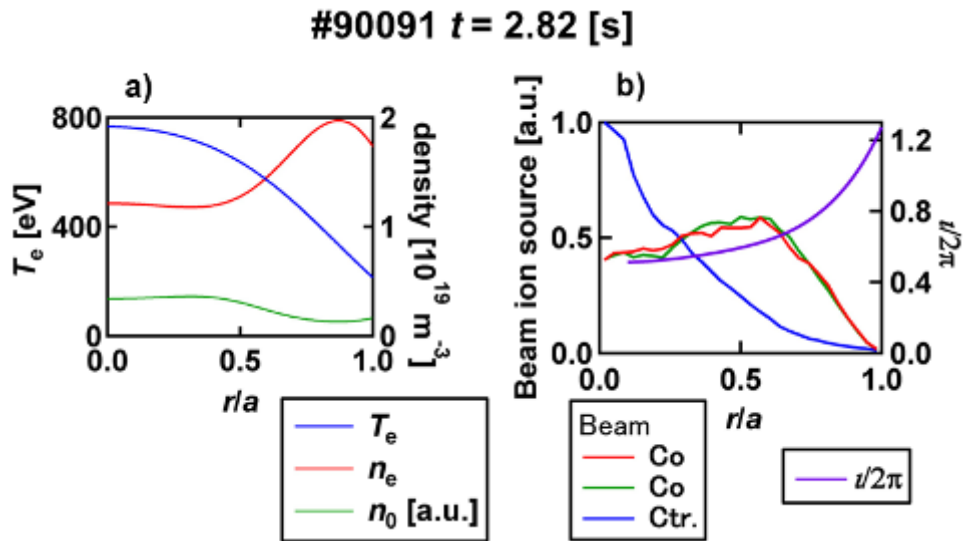 #90091 t = 2.82 [s]
a)
800
400
0
Te [eV]
2
1
0
density [10^19 m^-3]
0.0 0.5 1.0
r/a
Te
ne
n0 [a.u.]
b)
1.0
0.5
0.0
Beam ion source [a.u.]
1.2
0.8
0.4
0.0
ι/2π
0.0 0.5 1.0
r/a
Beam
Co
Co
Ctr.
ι/2π